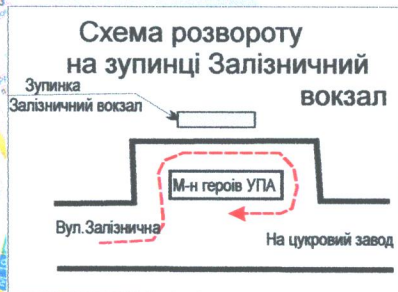 Схема розвороту
на зупинці Залізничний
вокзал
Зупинка
Залізничний вокзал
М-н героїв УПА
Вул.Залізнична
На цукровий завод